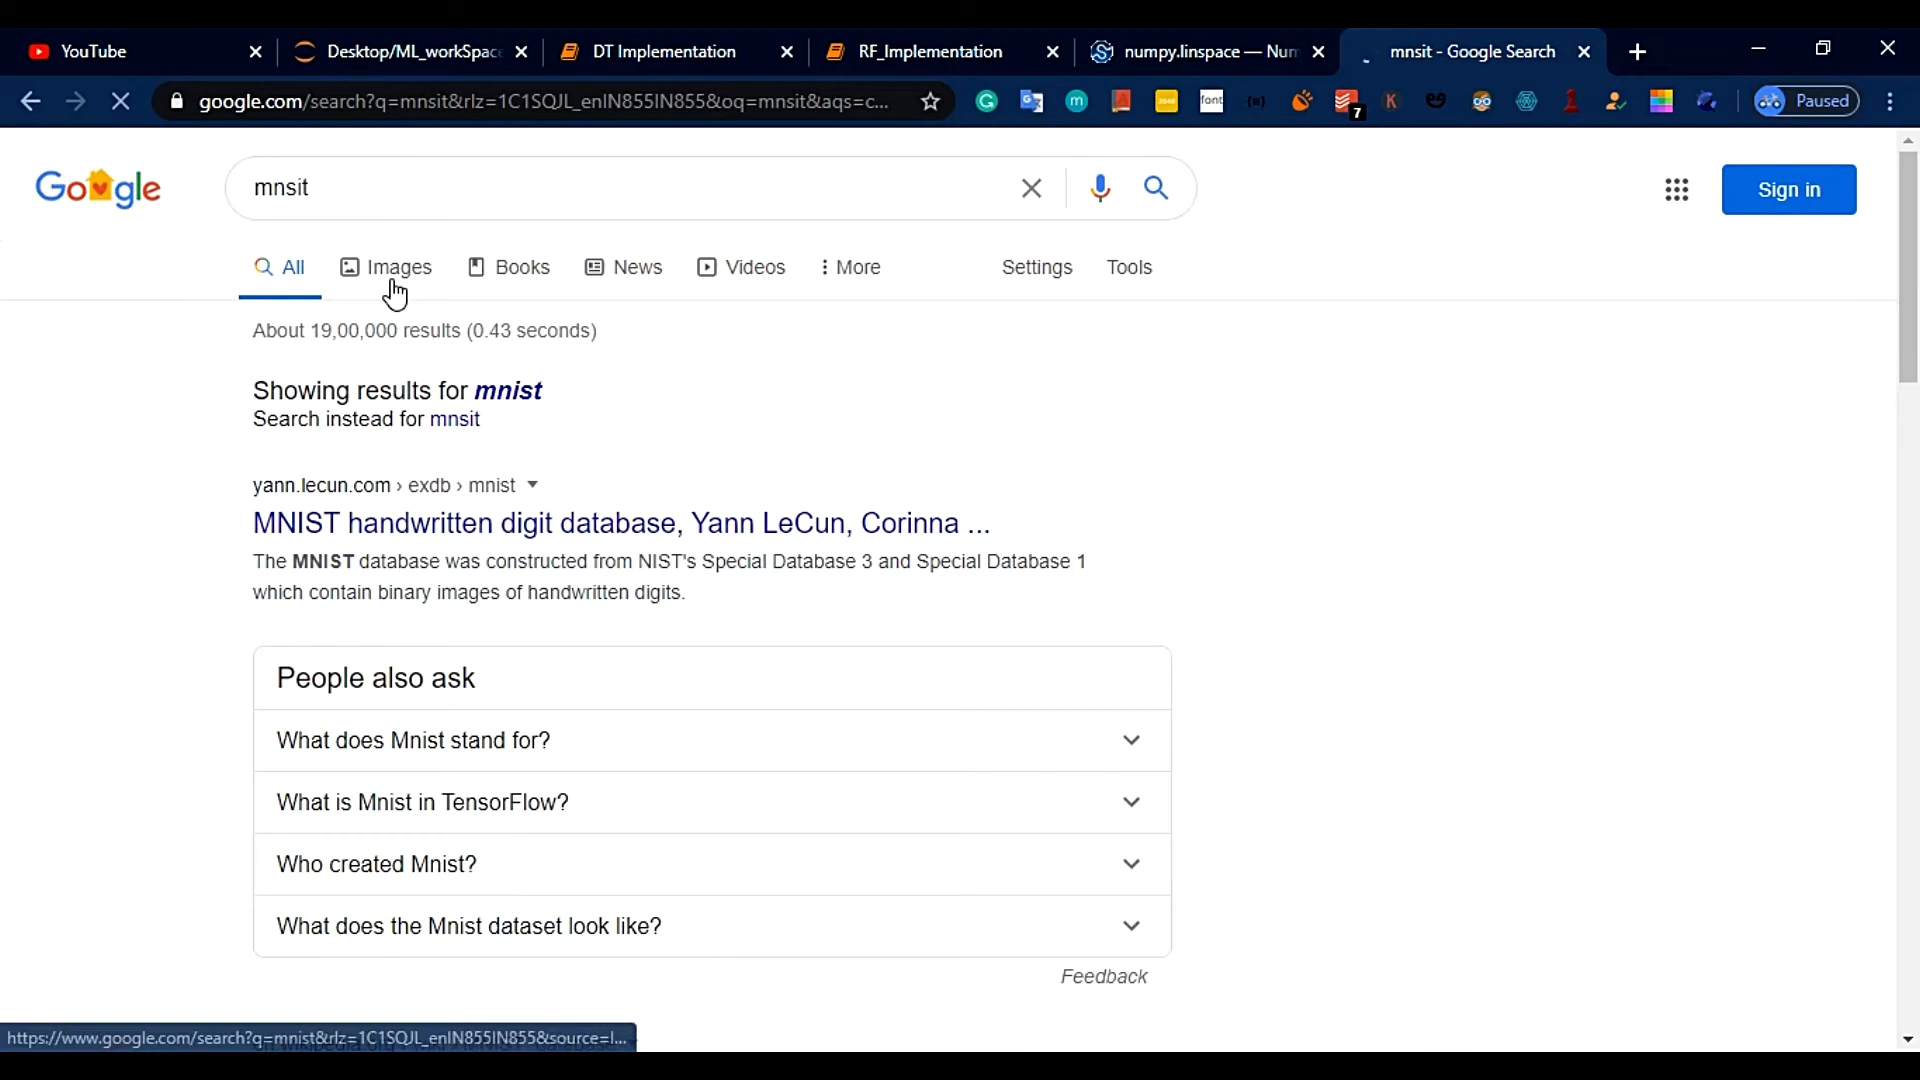 YouTube
Desktop/ML_workSpace
DT Implementation
RF_Implementation
numpy.linspace — Num
mnsit - Google Search
google.com/search?q=mnsit&rlz=1C1SQJL_enIN855IN855&oq=mnsit&aqs=c...
font
7
K
m
Paused
Google
mnsit
Sign in
All
Images
Books
News
Videos
More
Settings
Tools
About 19,00,000 results (0.43 seconds)
Showing results for mnist
Search instead for mnsit
yann.lecun.com › exdb › mnist
MNIST handwritten digit database, Yann LeCun, Corinna ...
The MNIST database was constructed from NIST's Special Database 3 and Special Database 1
which contain binary images of handwritten digits.
People also ask
What does Mnist stand for?
What is Mnist in TensorFlow?
Who created Mnist?
What does the Mnist dataset look like?
Feedback
https://www.google.com/search?q=mnist&rlz=1C1SQJL_enIN855IN855&source=l...